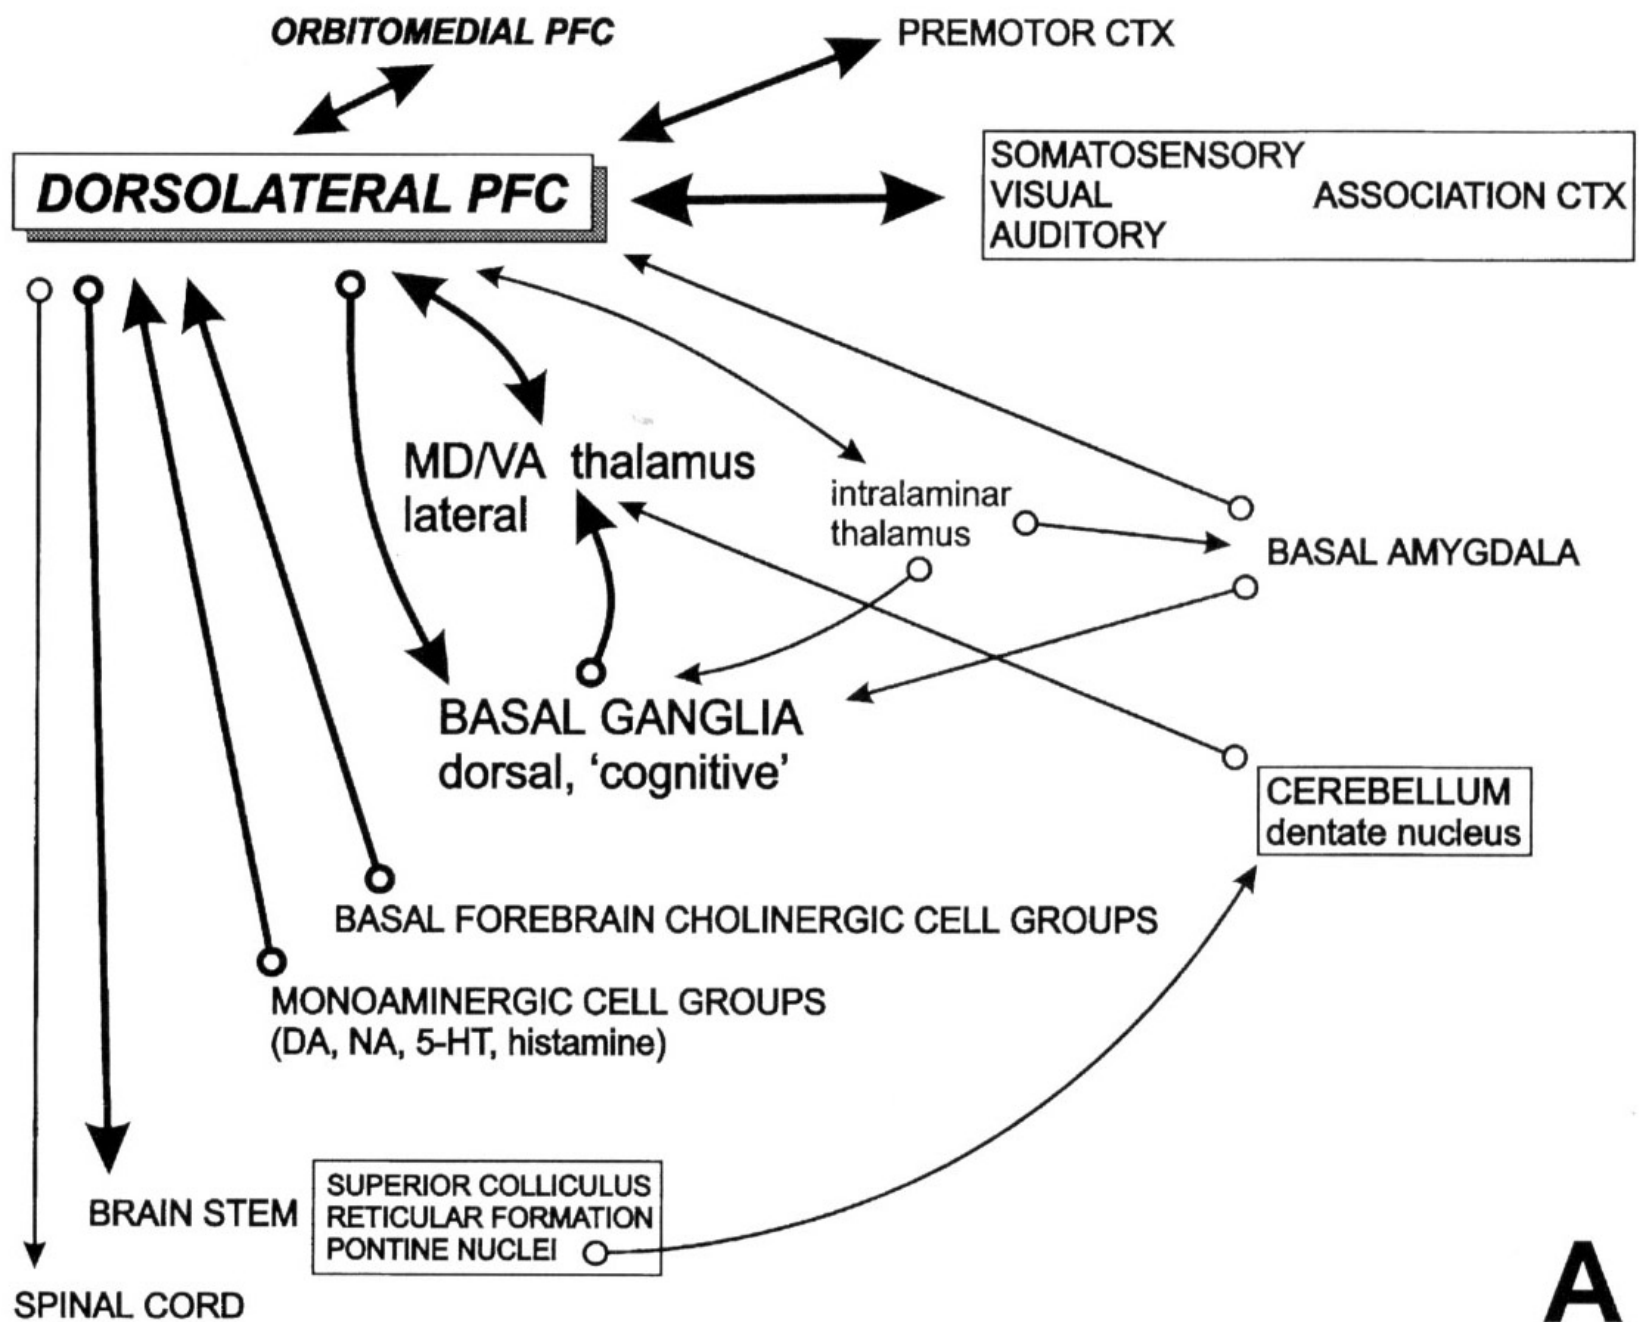 ORBITOMEDIAL PFC
PREMOTOR CTX
DORSOLATERAL PFC
SOMATOSENSORY
VISUAL ASSOCIATION CTX
AUDITORY
MD/VA thalamus
lateral
intralaminar
thalamus
BASAL AMYGDALA
BASAL GANGLIA
dorsal, ‘cognitive’
CEREBELLUM
dentate nucleus
BASAL FOREBRAIN CHOLINERGIC CELL GROUPS
MONOAMINERGIC CELL GROUPS
(DA, NA, 5-HT, histamine)
BRAIN STEM
SUPERIOR COLLICULUS
RETICULAR FORMATION
PONTINE NUCLEI
SPINAL CORD
A